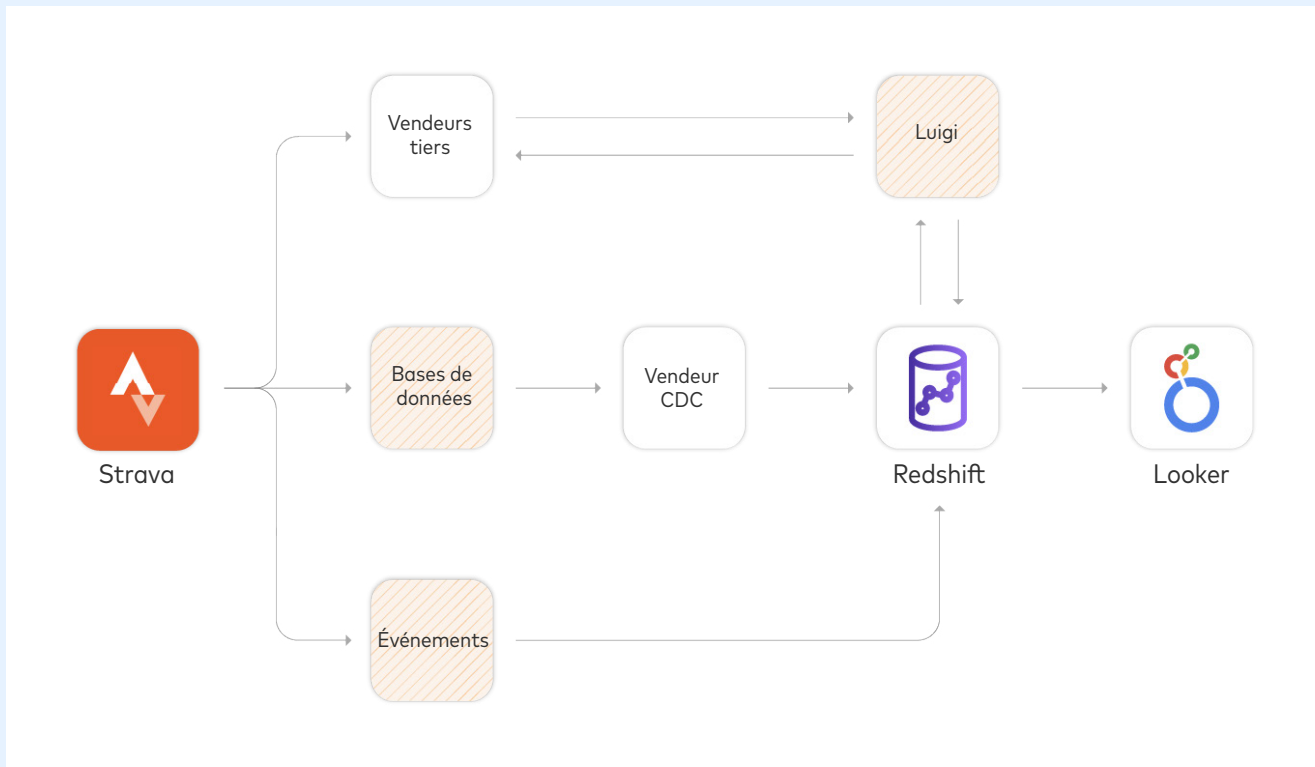 Vendeurs
tiers
Luigi
Bases de
données
Vendeur
CDC
Strava
Redshift
Looker
Événements